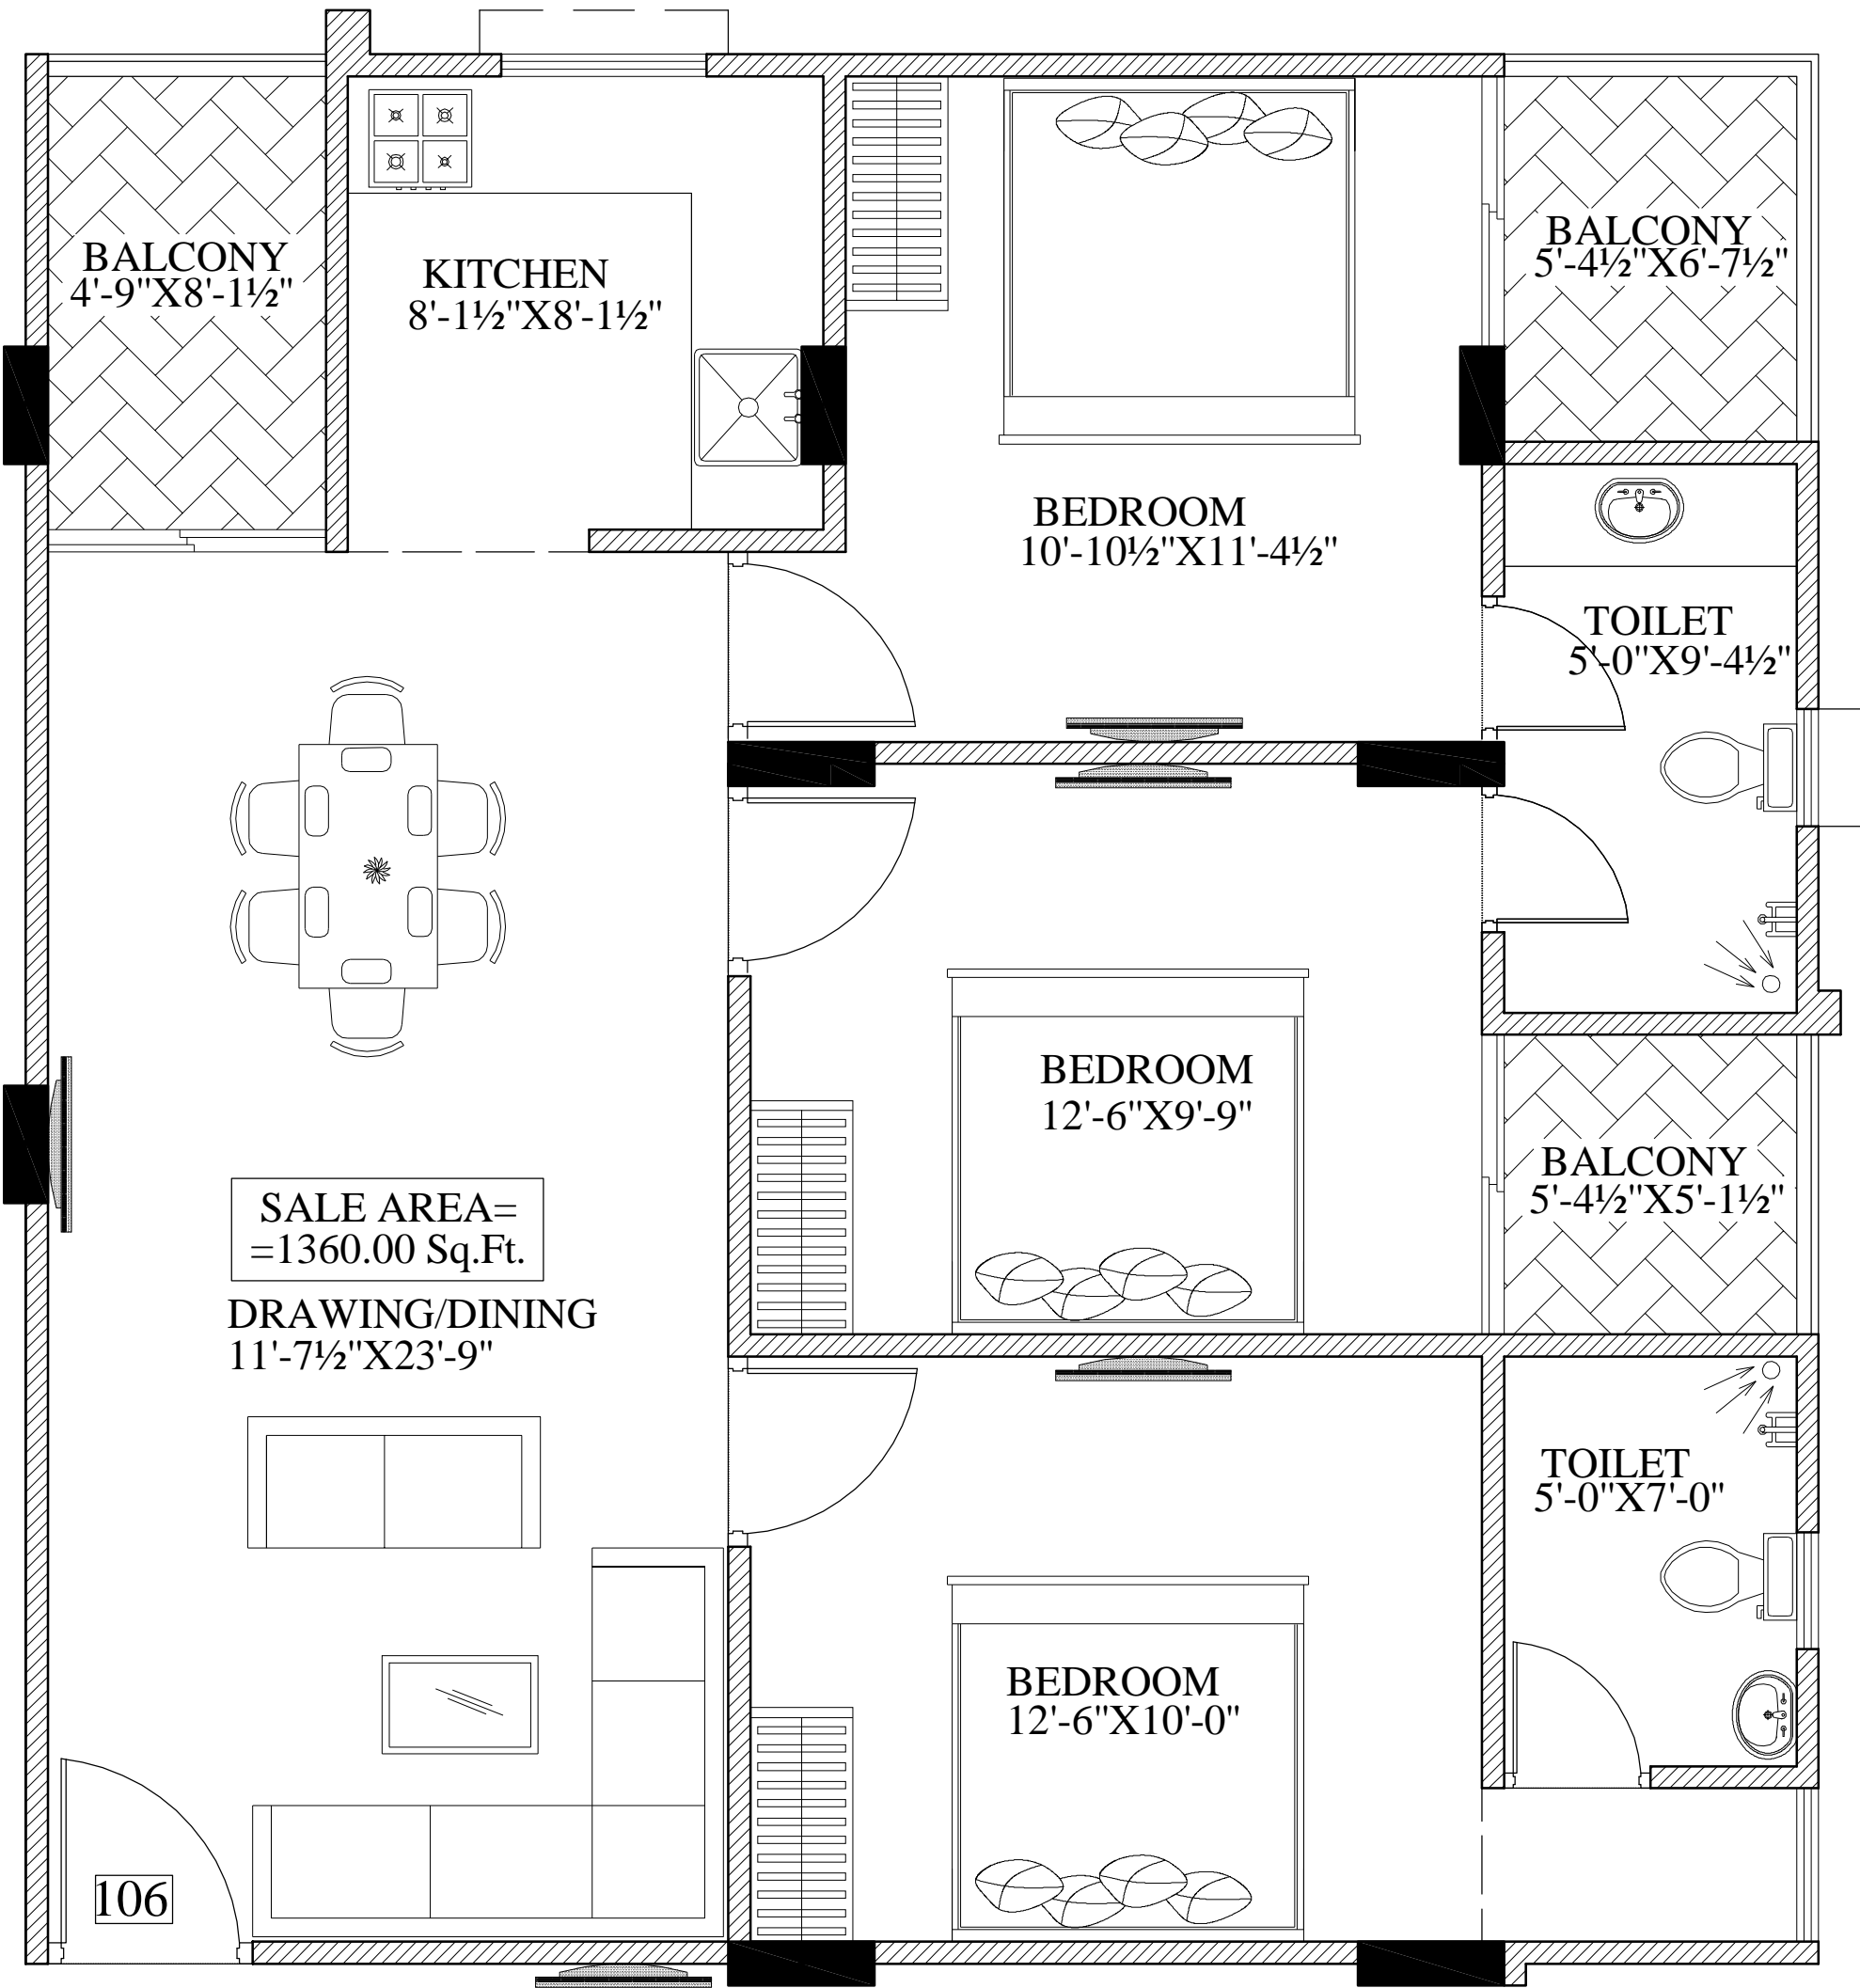 BALCONY
4'-9"X8'-1½"
KITCHEN
8'-1½"X8'-1½"
BALCONY
5'-4½"X6'-7½"
BEDROOM
10'-10½"X11'-4½"
TOILET
5'-0"X9'-4½"
BEDROOM
12'-6"X9'-9"
BALCONY
5'-4½"X5'-1½"
SALE AREA=
=1360.00 Sq.Ft.
DRAWING/DINING
11'-7½"X23'-9"
TOILET
5'-0"X7'-0"
BEDROOM
12'-6"X10'-0"
106